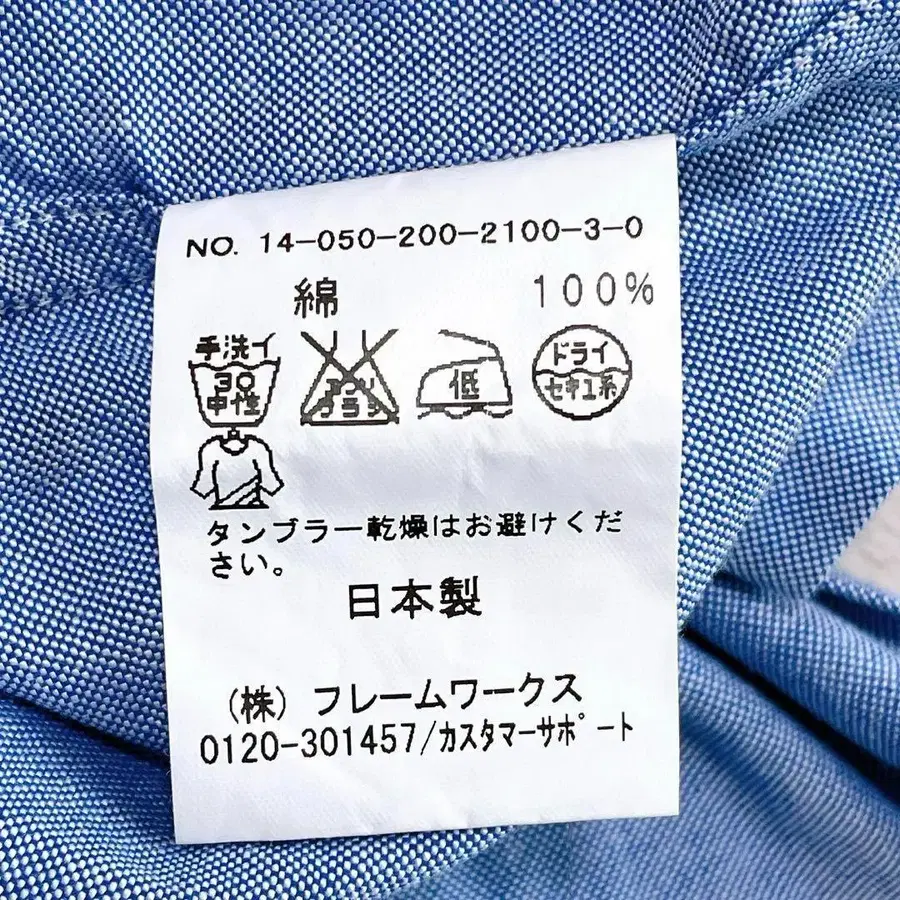 NO. 14-050-200-2100-3-0
綿 100%
手洗イ
30
中性
エンソ
サラシ
低
ドライ
セキユ系
タンブラー乾燥はお避けくだ
さい。
日本製
(株) フレームワークス
0120-301457/カスタマーサポート